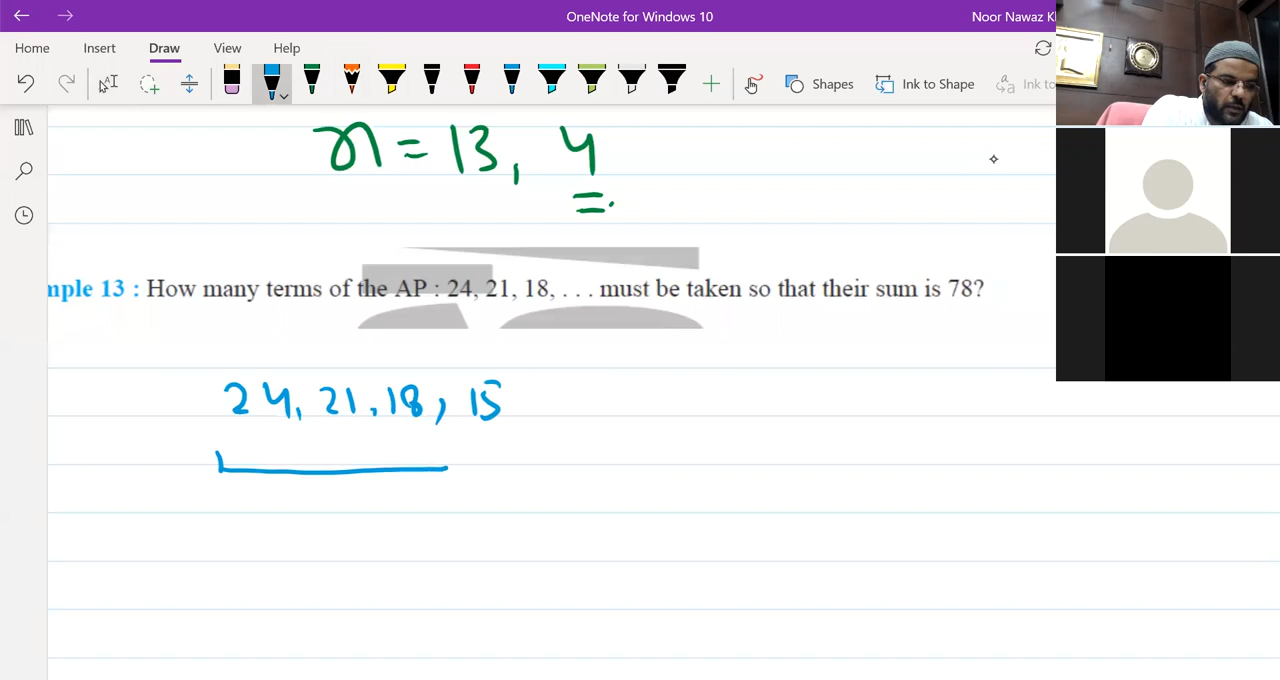 OneNote for Windows 10
Noor Nawaz K
Home Insert Draw View Help
Shapes Ink to Shape Ink to
n = 13, 4
mple 13 : How many terms of the AP : 24, 21, 18, . . . must be taken so that their sum is 78?
24, 21, 18, 15